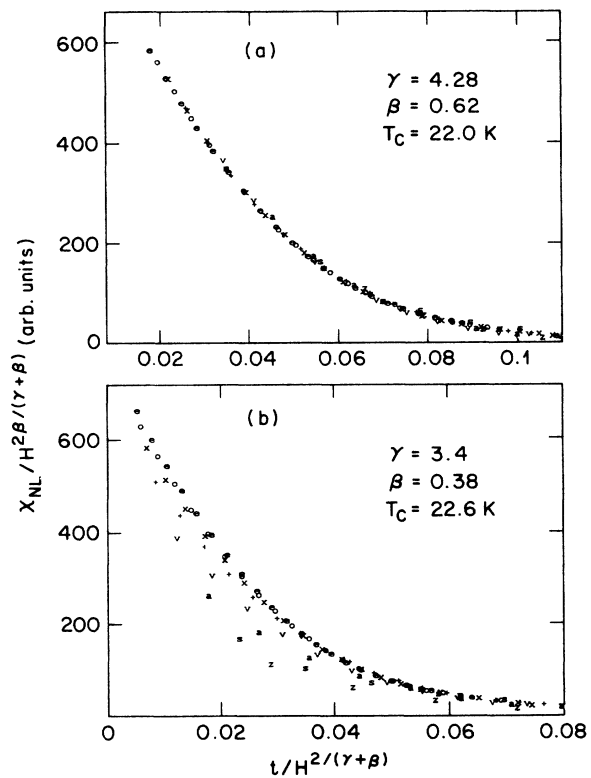 (a)
γ = 4.28
β = 0.62
T_C = 22.0 K
600
400
200
0
0.02
0.04
0.06
0.08
0.1
χ_NL/H^2β/(γ+β) (arb. units)
(b)
γ = 3.4
β = 0.38
T_C = 22.6 K
600
400
200
0
0.02
0.04
0.06
0.08
t/H^2/(γ+β)